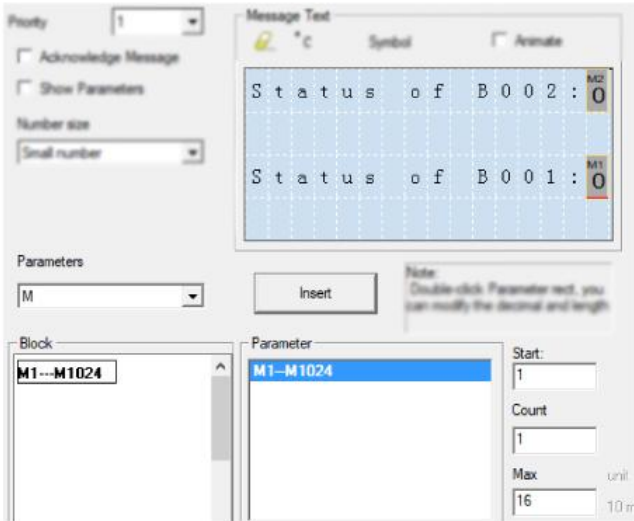 Priority 1
Message Text
°C Symbol Animate
Acknowledge Message
Show Parameters
Number size
Small number
Status of B002: M2 0
Status of B001: M1 0
Parameters
M
Insert
Note:
Double-click Parameter rect, you
can modify the decimal and length
Block
M1---M1024
Parameter
M1--M1024
Start:
1
Count
1
Max unit
16 10 m